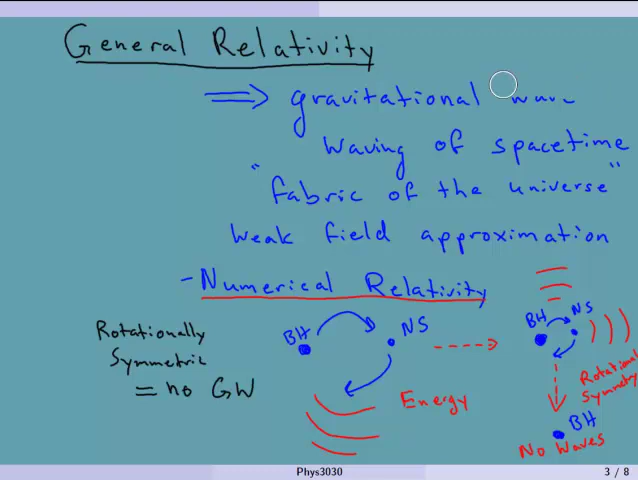 General Relativity
⇒ gravitational wave
Waving of spacetime
"fabric of the universe"
Weak field approximation
- Numerical Relativity
Rotationally
Symmetric
= no GW
BH
NS
Energy
BH
NS
Rotational
Symmetry
BH
No Waves
Phys3030
3 / 8